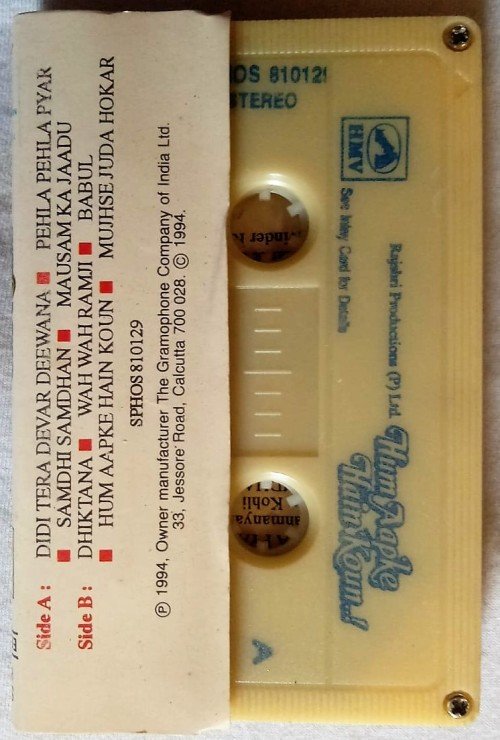 Side A : DIDI TERA DEVAR DEEWANA ■ PEHLA PEHLA PYAR
■ SAMDHI SAMDHAN ■ MAUSAM KA JAADU
Side B : DHIKTANA ■ WAH WAH RAMJI ■ BABUL
■ HUM AAPKE HAIN KOUN ■ MUJHSE JUDA HOKAR
SPHOS 810129
℗ 1994, Owner manufacturer The Gramophone Company of India Ltd.
33, Jessore Road, Calcutta 700 028. © 1994.
OS 810129
STEREO
HMV
See Inlay Card for Details
Rajshri Productions (P) Ltd.
Hum Aapke
Hain Koun..!
A
Kohli